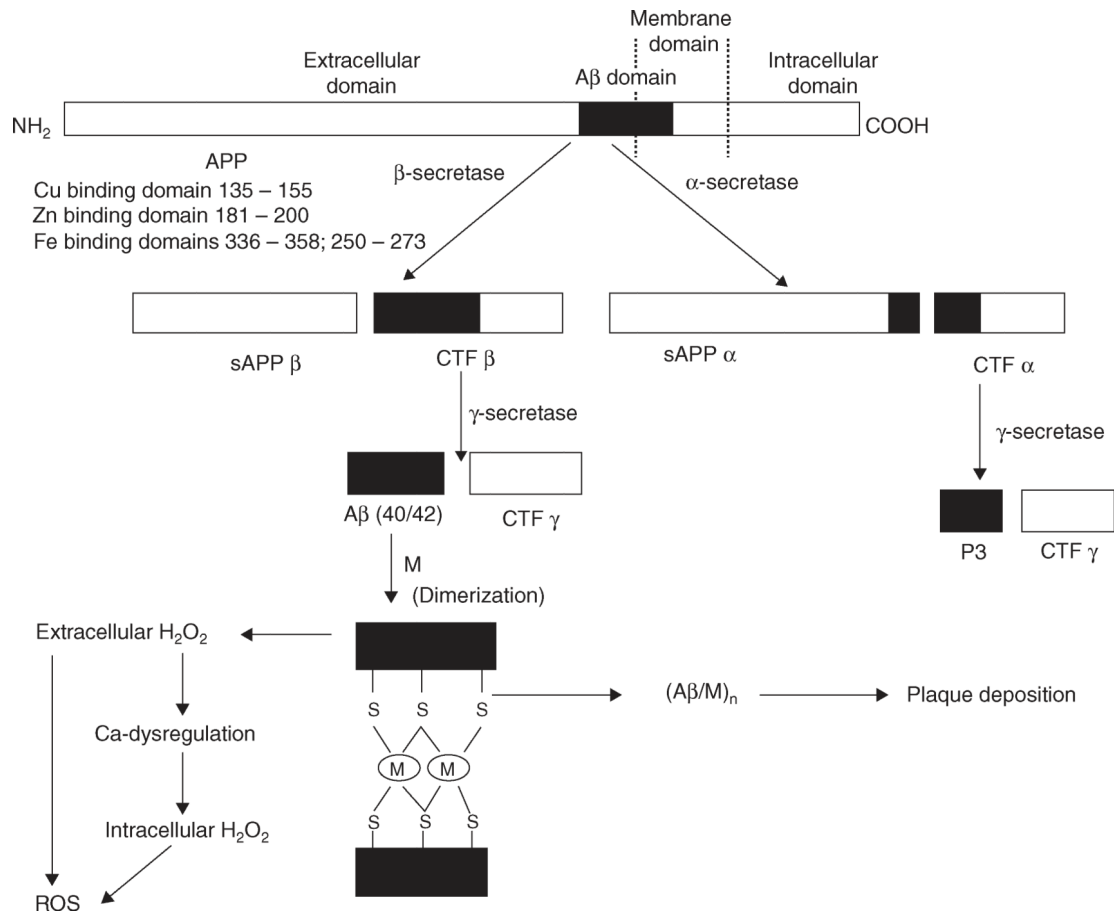 Membrane
domain
Extracellular
domain
Aβ domain
Intracellular
domain
NH₂
COOH
APP
Cu binding domain 135 – 155
Zn binding domain 181 – 200
Fe binding domains 336 – 358; 250 – 273
β-secretase
α-secretase
sAPP β
CTF β
sAPP α
CTF α
γ-secretase
γ-secretase
Aβ (40/42)
CTF γ
P3
CTF γ
M
(Dimerization)
Extracellular H₂O₂
S S S
(Aβ/M)ₙ
Plaque deposition
Ca-dysregulation
M M
S S S
Intracellular H₂O₂
ROS